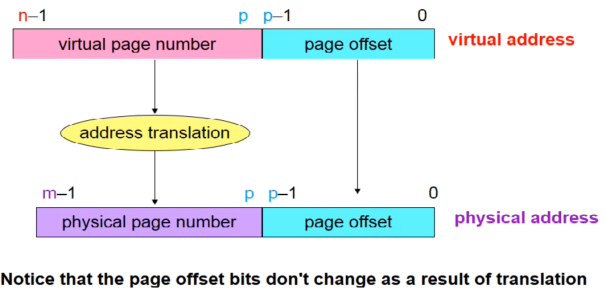 n–1 p p–1 0
virtual page number page offset virtual address
address translation
m–1 p p–1 0
physical page number page offset physical address
Notice that the page offset bits don't change as a result of translation